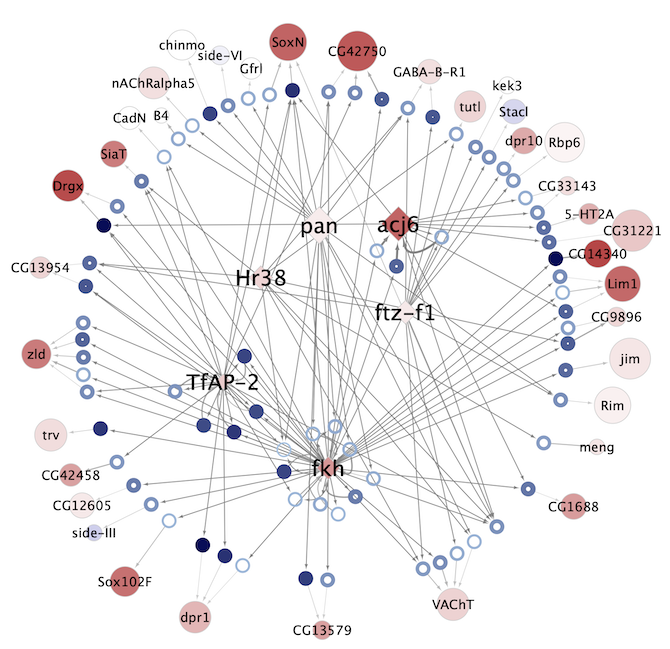 chinmo
side-VI
Gfrl
SoxN
CG42750
GABA-B-R1
nAChRalpha5
kek3
tutl
Stacl
CadN
B4
dpr10
Rbp6
SiaT
Drgx
CG33143
5-HT2A
CG31221
pan
acj6
CG14340
CG13954
Hr38
Lim1
ftz-f1
CG9896
zld
jim
TfAP-2
Rim
trv
meng
CG42458
fkh
CG12605
CG1688
side-III
Sox102F
VAChT
dpr1
CG13579